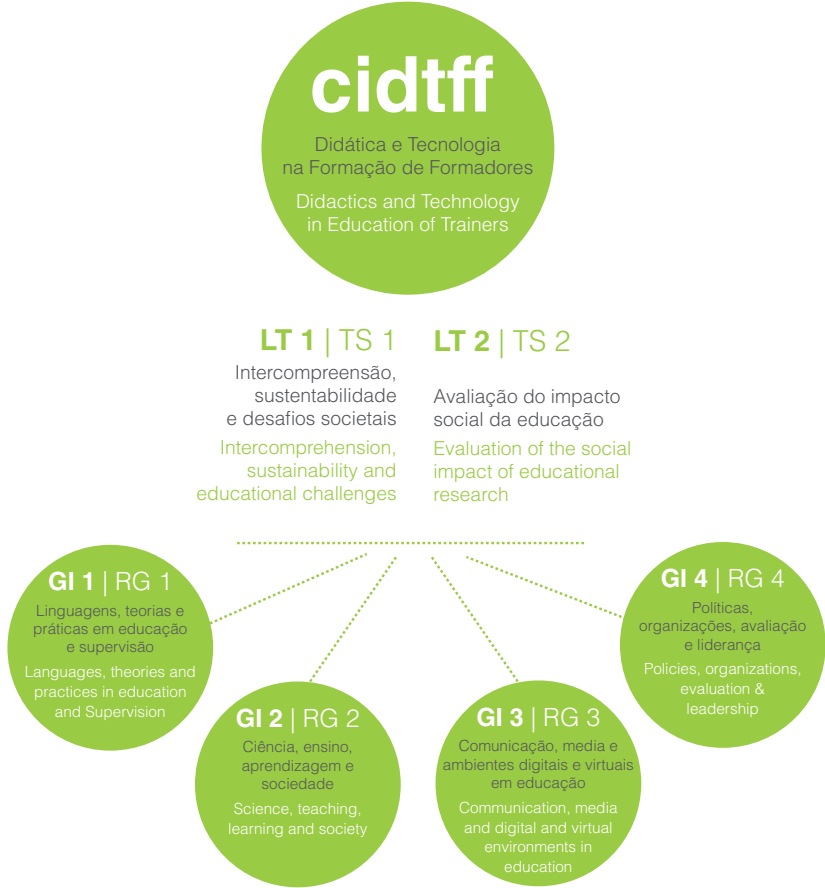 cidtff
Didática e Tecnologia
na Formação de Formadores
Didactics and Technology
in Education of Trainers
LT 1 | TS 1
Intercompreensão,
sustentabilidade
e desafios societais
Intercomprehension,
sustainability and
educational challenges
LT 2 | TS 2
Avaliação do impacto
social da educação
Evaluation of the social
impact of educational
research
GI 1 | RG 1
Linguagens, teorias e
práticas em educação
e supervisão
Languages, theories and
practices in education
and Supervision
GI 2 | RG 2
Ciência, ensino,
aprendizagem e
sociedade
Science, teaching,
learning and society
GI 3 | RG 3
Comunicação, media e
ambientes digitais e virtuais
em educação
Communication, media
and digital and virtual
environments in
education
GI 4 | RG 4
Políticas,
organizações, avaliação
e liderança
Policies, organizations,
evaluation &
leadership